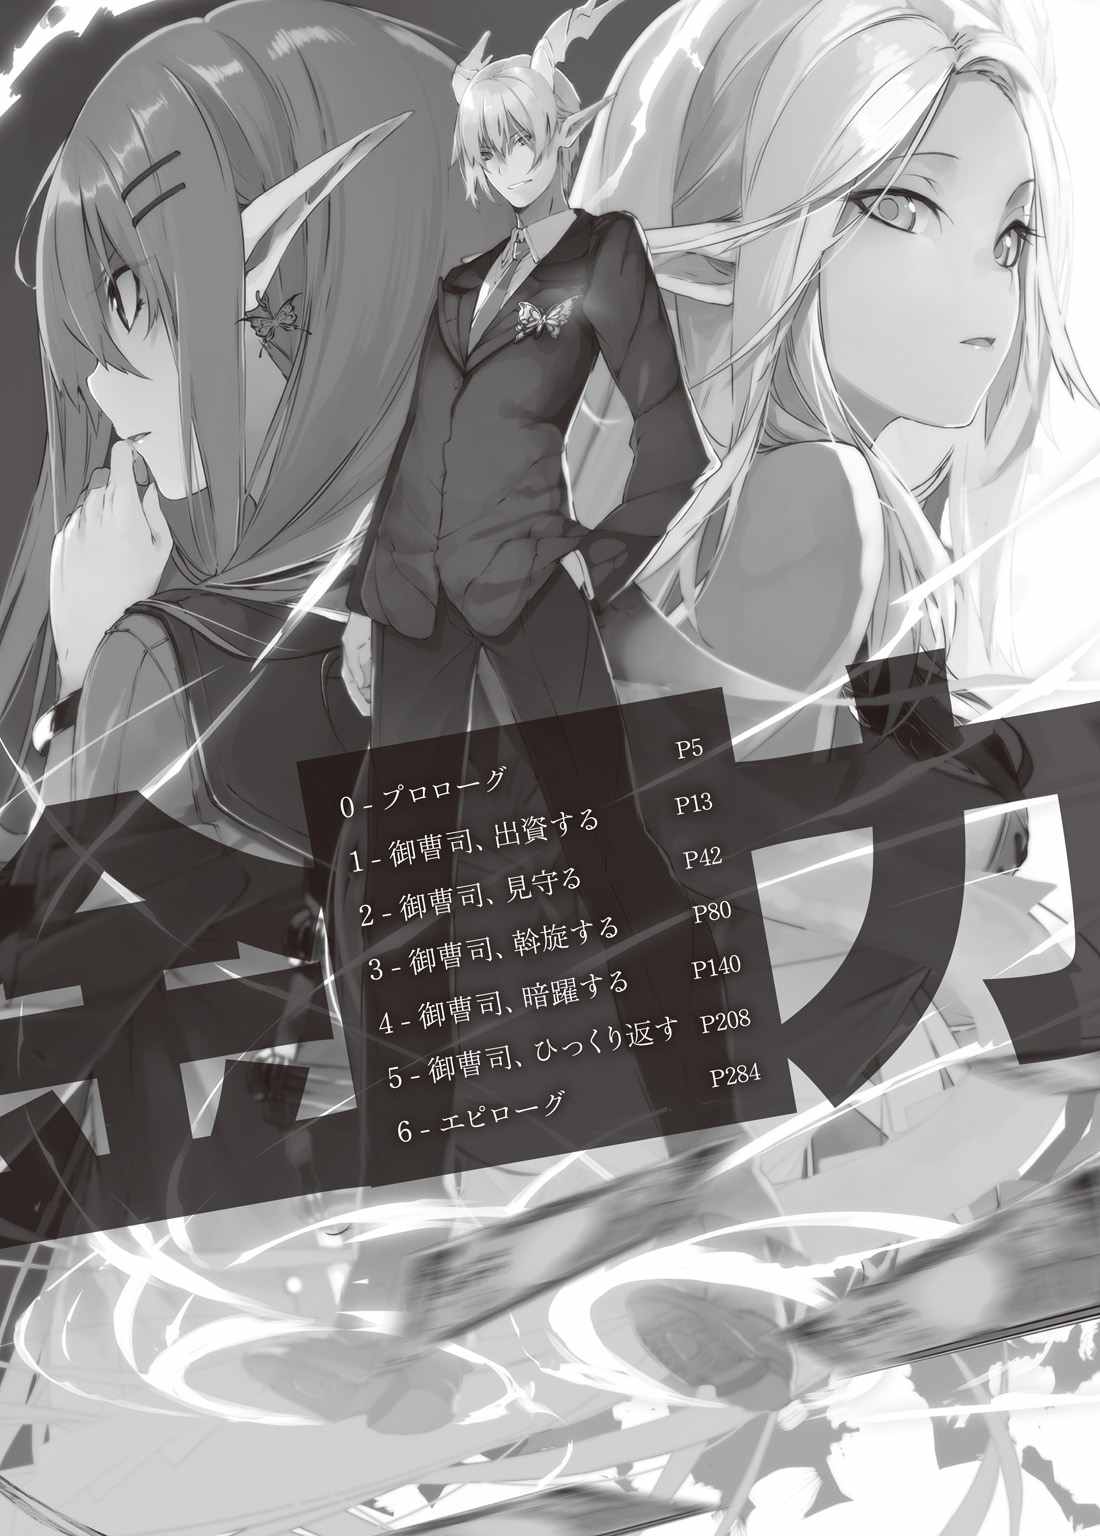 金力
0 - プロローグ P5
1 - 御曹司、出資する P13
2 - 御曹司、見守る P42
3 - 御曹司、斡旋する P80
4 - 御曹司、暗躍する P140
5 - 御曹司、ひっくり返す P208
6 - エピローグ P284